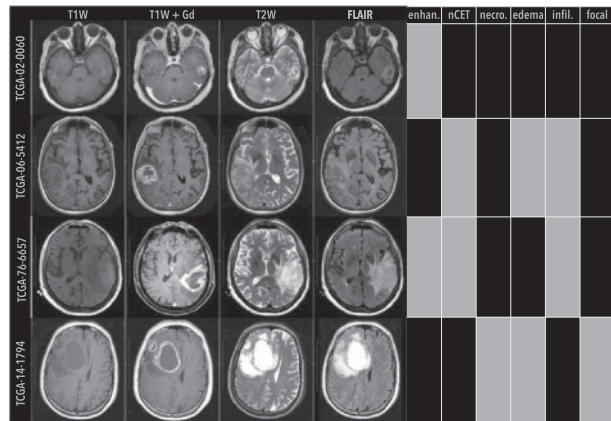 T1W T1W + Gd T2W FLAIR enhan. nCET necro. edema infil. focal
TCGA-02-0060
TCGA-06-5412
TCGA-76-6657
TCGA-14-1794